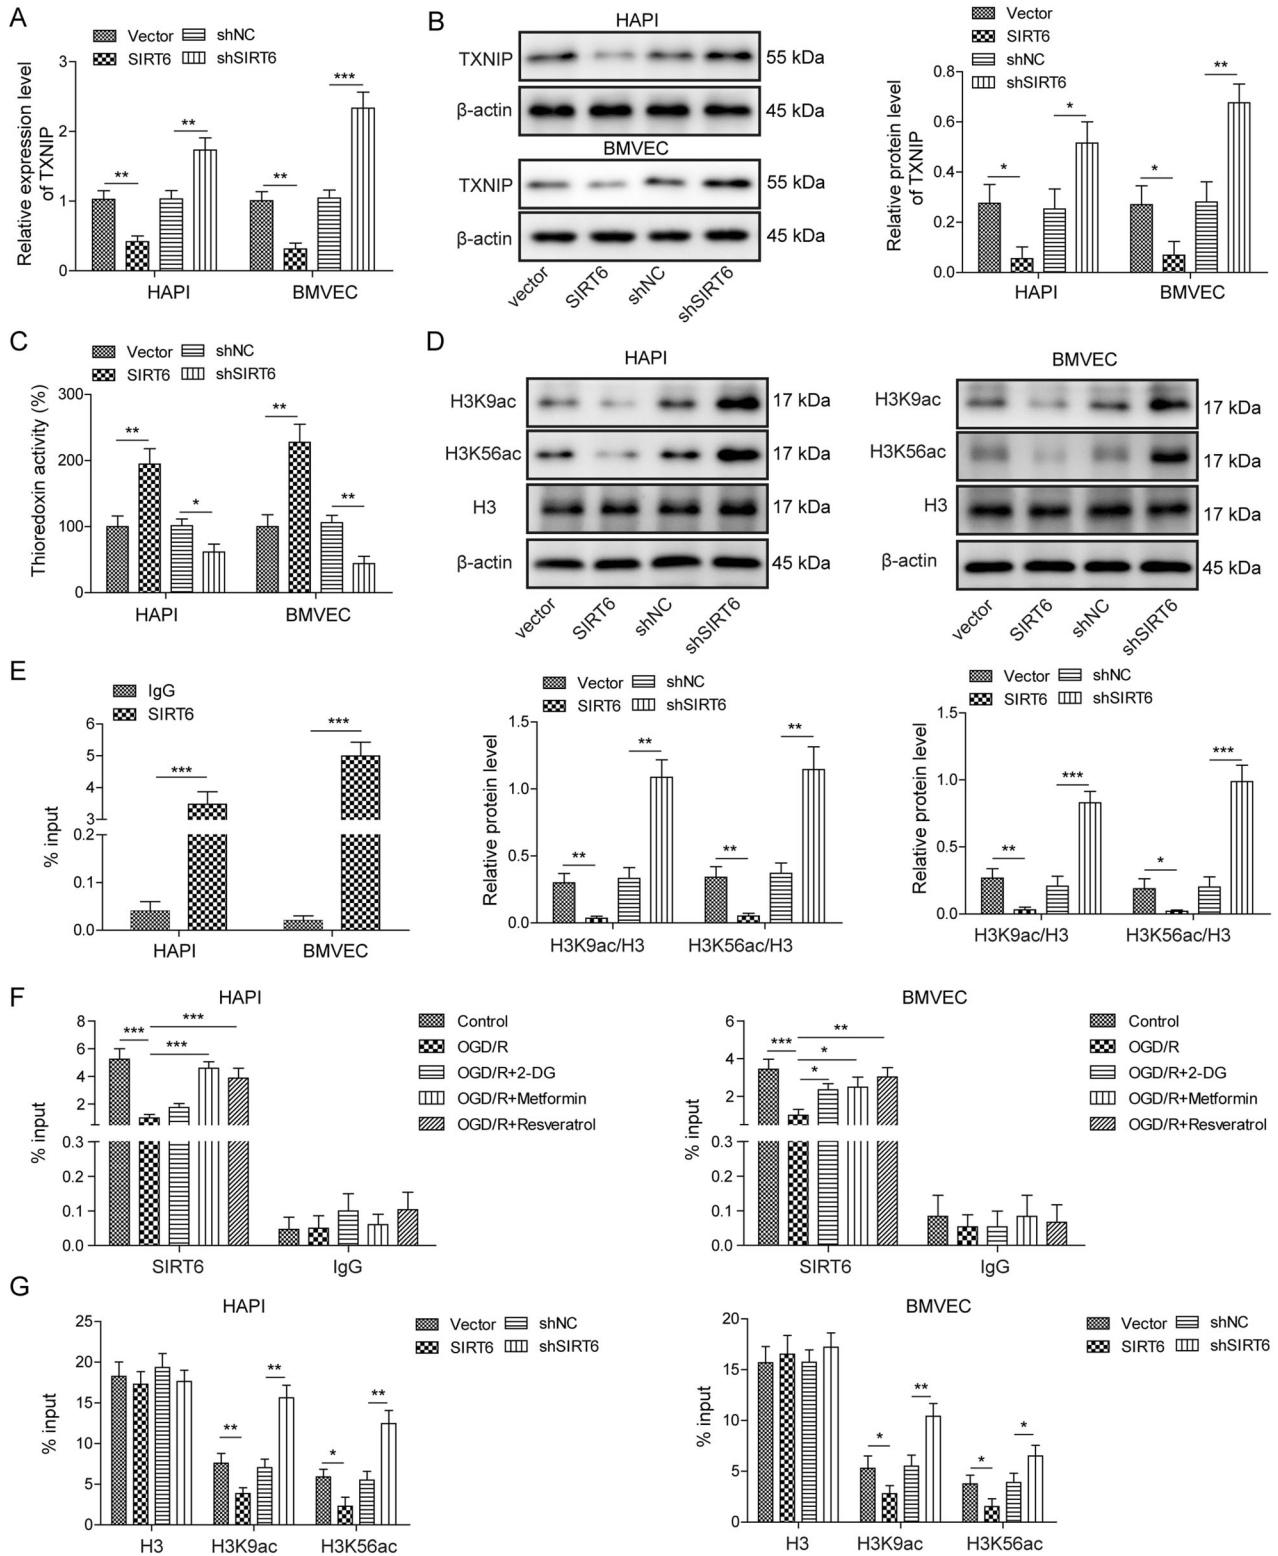 A
Vector shNC
SIRT6 shSIRT6
Relative expression level
of TXNIP
3
2
1
0
** ** ** ***
HAPI BMVEC
B
HAPI
TXNIP 55 kDa
β-actin 45 kDa
BMVEC
TXNIP 55 kDa
β-actin 45 kDa
vector SIRT6 shNC shSIRT6
Vector
SIRT6
shNC
shSIRT6
Relative protein level
of TXNIP
0.8
0.6
0.4
0.2
0.0
* * * **
HAPI BMVEC
C
Vector shNC
SIRT6 shSIRT6
Thioredoxin activity (%)
300
200
100
0
** * ** **
HAPI BMVEC
D
HAPI
H3K9ac 17 kDa
H3K56ac 17 kDa
H3 17 kDa
β-actin 45 kDa
vector SIRT6 shNC shSIRT6
BMVEC
H3K9ac 17 kDa
H3K56ac 17 kDa
H3 17 kDa
β-actin 45 kDa
vector SIRT6 shNC shSIRT6
Vector shNC
SIRT6 shSIRT6
Relative protein level
1.5
1.0
0.5
0.0
** ** ** **
H3K9ac/H3 H3K56ac/H3
Vector shNC
SIRT6 shSIRT6
Relative protein level
1.5
1.0
0.5
0.0
** *** * ***
H3K9ac/H3 H3K56ac/H3
E
IgG
SIRT6
% input
6
5
4
3
0.2
0.1
0.0
*** ***
HAPI BMVEC
F
HAPI
% input
8
6
4
2
0.3
0.2
0.1
0.0
*** *** ***
SIRT6 IgG
Control
OGD/R
OGD/R+2-DG
OGD/R+Metformin
OGD/R+Resveratrol
BMVEC
% input
6
4
2
0.3
0.2
0.1
0.0
*** * * **
SIRT6 IgG
Control
OGD/R
OGD/R+2-DG
OGD/R+Metformin
OGD/R+Resveratrol
G
HAPI
% input
25
20
15
10
5
0
** ** * **
H3 H3K9ac H3K56ac
Vector shNC
SIRT6 shSIRT6
BMVEC
% input
20
15
10
5
0
* ** * *
H3 H3K9ac H3K56ac
Vector shNC
SIRT6 shSIRT6